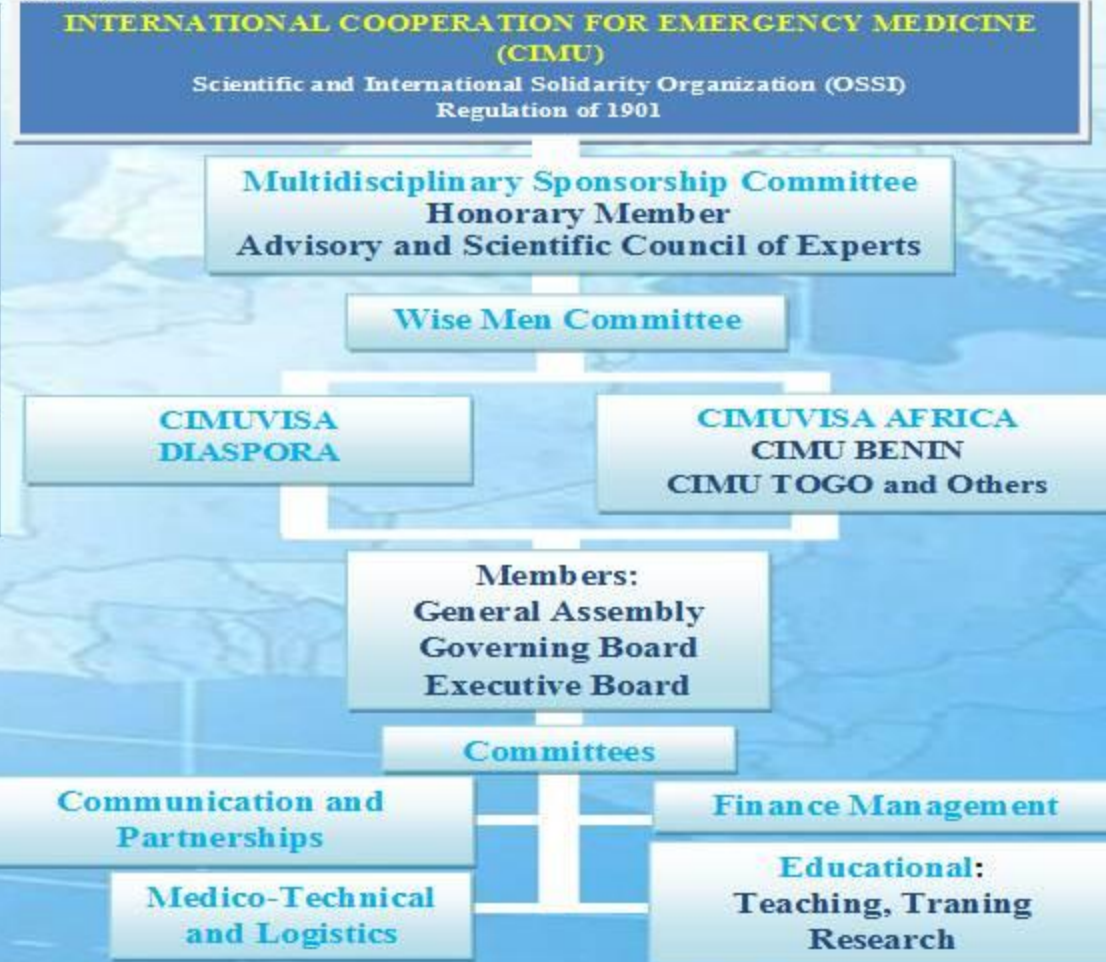 INTERNATIONAL COOPERATION FOR EMERGENCY MEDICINE
(CIMU)
Scientific and International Solidarity Organization (OSSI)
Regulation of 1901
Multidisciplinary Sponsorship Committee
Honorary Member
Advisory and Scientific Council of Experts
Wise Men Committee
CIMUVISA
DIASPORA
CIMUVISA AFRICA
CIMU BENIN
CIMU TOGO and Others
Members:
General Assembly
Governing Board
Executive Board
Committees
Communication and
Partnerships
Finance Management
Medico-Technical
and Logistics
Educational:
Teaching, Traning
Research